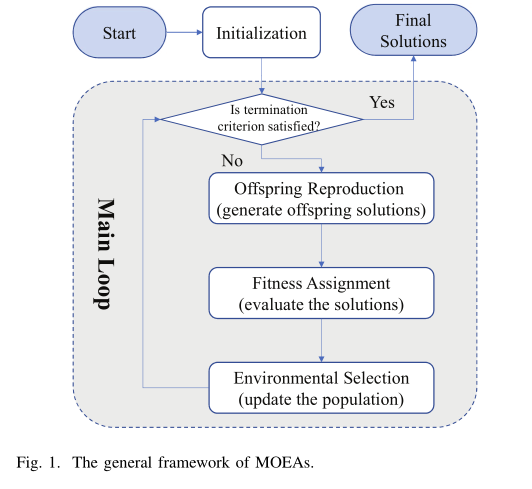 Start
Initialization
Final
Solutions
Is termination
criterion satisfied?
Yes
No
Offspring Reproduction
(generate offspring solutions)
Main Loop
Fitness Assignment
(evaluate the solutions)
Environmental Selection
(update the population)
Fig. 1. The general framework of MOEAs.